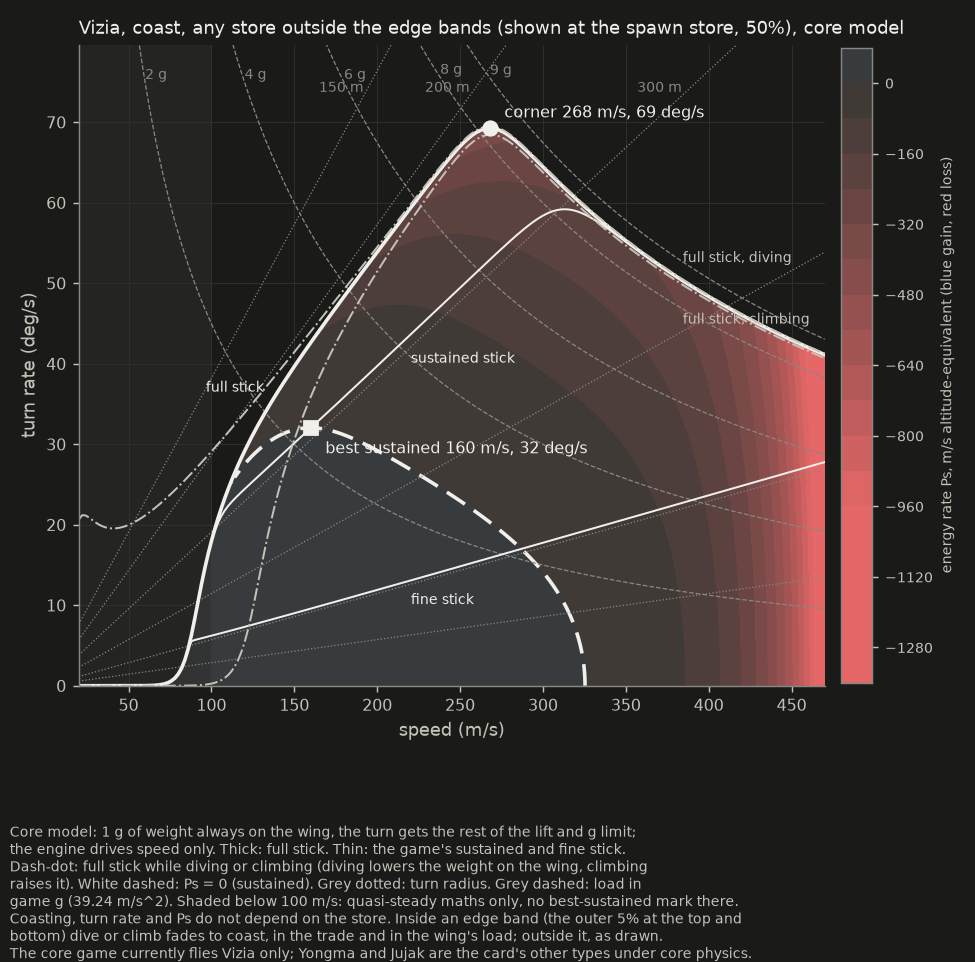 Vizia, coast, any store outside the edge bands (shown at the spawn store, 50%), core model
2 g
4 g
6 g
8 g
9 g
150 m
200 m
300 m
corner 268 m/s, 69 deg/s
full stick, diving
full stick, climbing
full stick
sustained stick
best sustained 160 m/s, 32 deg/s
fine stick
turn rate (deg/s)
70
60
50
40
30
20
10
0
50
100
150
200
250
300
350
400
450
speed (m/s)
0
−160
−320
−480
−640
−800
−960
−1120
−1280
energy rate Ps, m/s altitude-equivalent (blue gain, red loss)
Core model: 1 g of weight always on the wing, the turn gets the rest of the lift and g limit;
the engine drives speed only. Thick: full stick. Thin: the game's sustained and fine stick.
Dash-dot: full stick while diving or climbing (diving lowers the weight on the wing, climbing
raises it). White dashed: Ps = 0 (sustained). Grey dotted: turn radius. Grey dashed: load in
game g (39.24 m/s^2). Shaded below 100 m/s: quasi-steady maths only, no best-sustained mark there.
Coasting, turn rate and Ps do not depend on the store. Inside an edge band (the outer 5% at the top and
bottom) dive or climb fades to coast, in the trade and in the wing's load; outside it, as drawn.
The core game currently flies Vizia only; Yongma and Jujak are the card's other types under core physics.